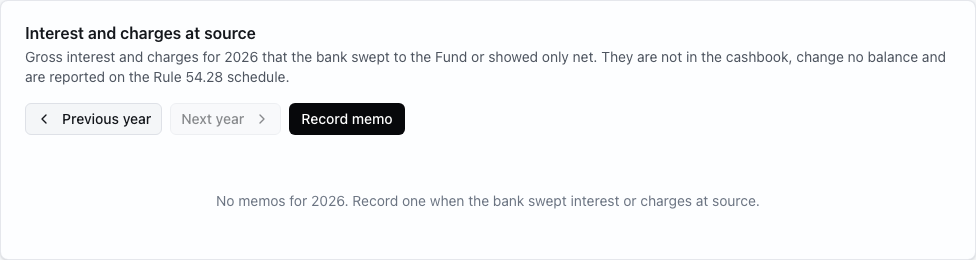 Interest and charges at source
Gross interest and charges for 2026 that the bank swept to the Fund or showed only net. They are not in the cashbook, change no balance and
are reported on the Rule 54.28 schedule.
Previous year
Next year
Record memo
No memos for 2026. Record one when the bank swept interest or charges at source.